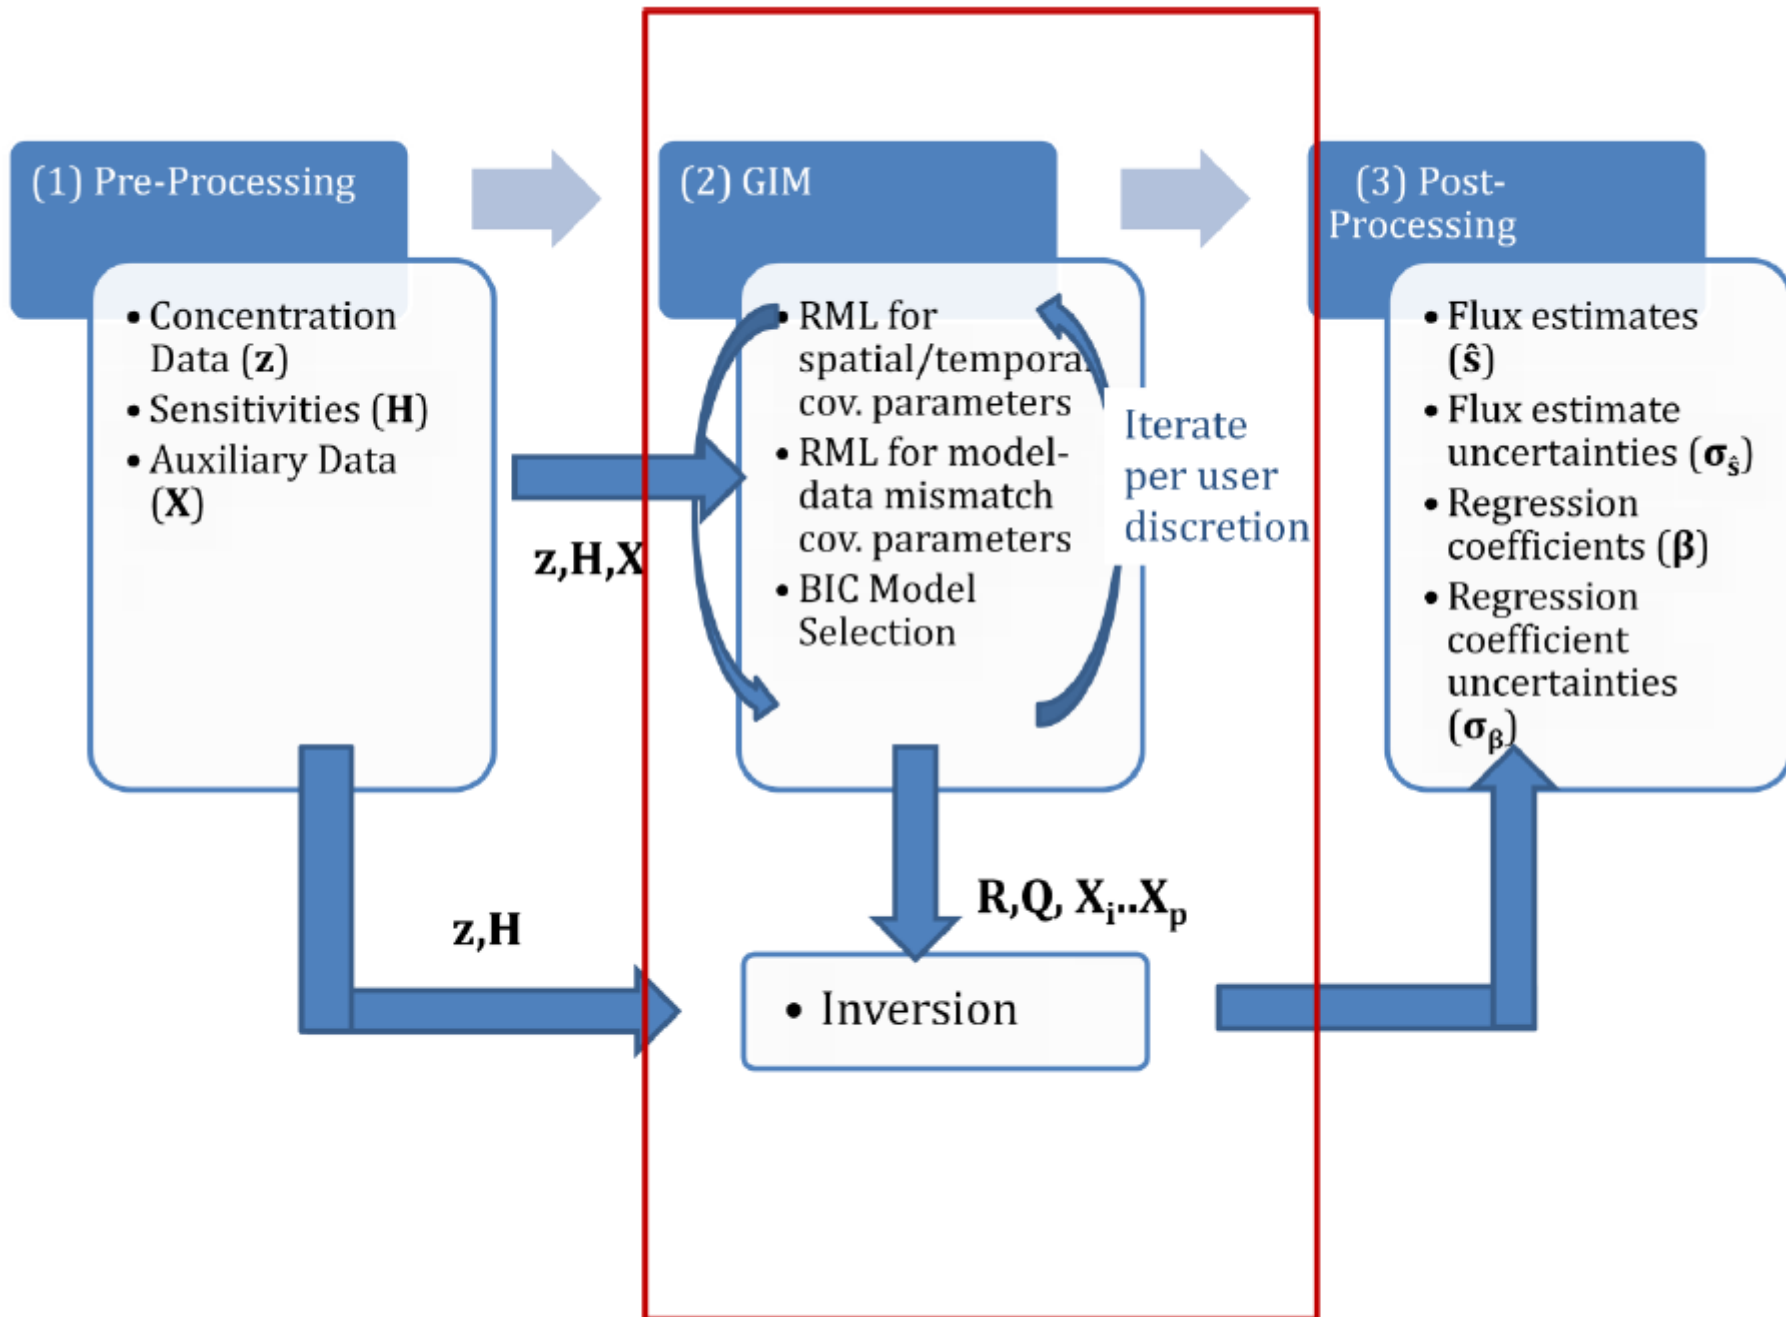 (1) Pre-Processing
• Concentration
Data (z)
• Sensitivities (H)
• Auxiliary Data
(X)
z,H,X
z,H
(2) GIM
• RML for
spatial/temporal
cov. parameters
• RML for model-
data mismatch
cov. parameters
• BIC Model
Selection
Iterate
per user
discretion
R,Q, Xᵢ..Xₚ
• Inversion
(3) Post-
Processing
• Flux estimates
(ŝ)
• Flux estimate
uncertainties (σ_ŝ)
• Regression
coefficients (β)
• Regression
coefficient
uncertainties
(σᵦ)